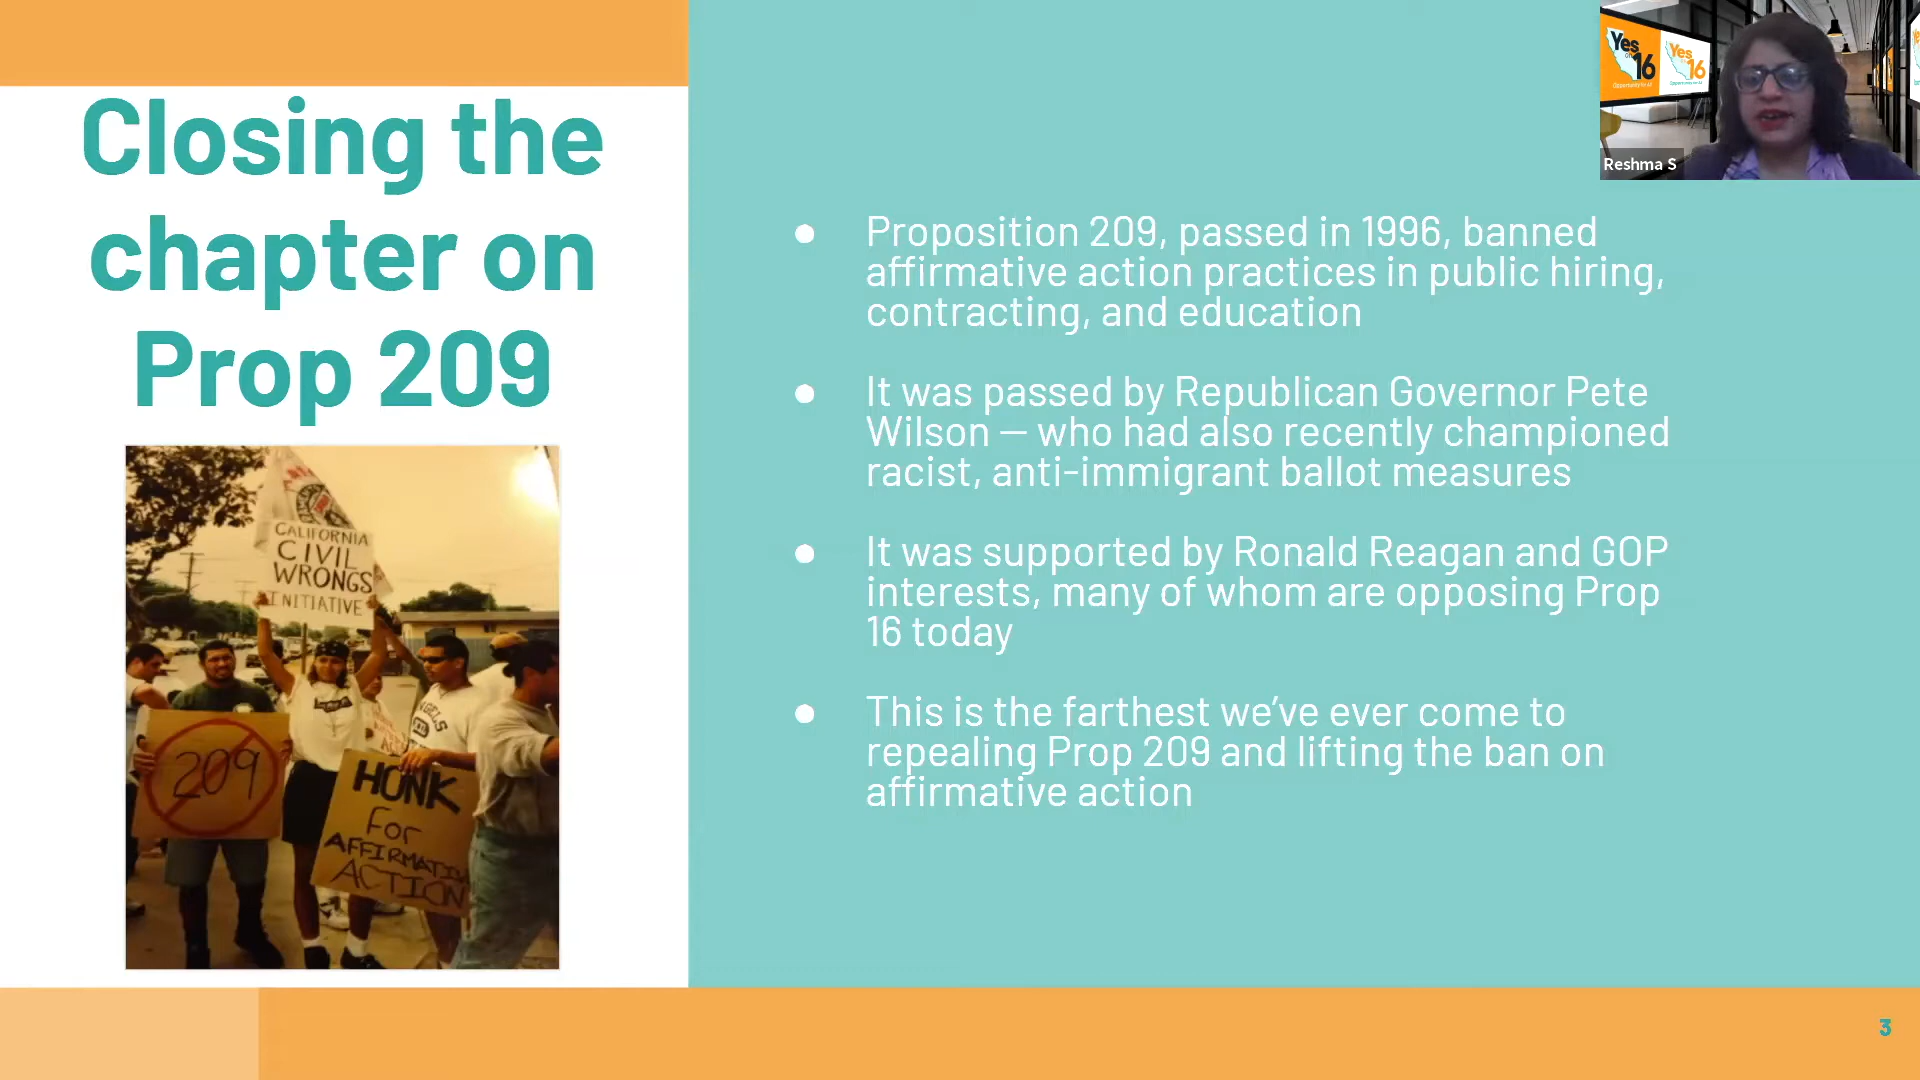 Closing the
chapter on
Prop 209
CALIFORNIA
CIVIL
WRONGS
INITIATIVE
209
HONK
For
AFFIRMATIVE
ACTION
Proposition 209, passed in 1996, banned
affirmative action practices in public hiring,
contracting, and education
It was passed by Republican Governor Pete
Wilson — who had also recently championed
racist, anti-immigrant ballot measures
It was supported by Ronald Reagan and GOP
interests, many of whom are opposing Prop
16 today
This is the farthest we’ve ever come to
repealing Prop 209 and lifting the ban on
affirmative action
Yes
on
16
Yes
16
Reshma S
3